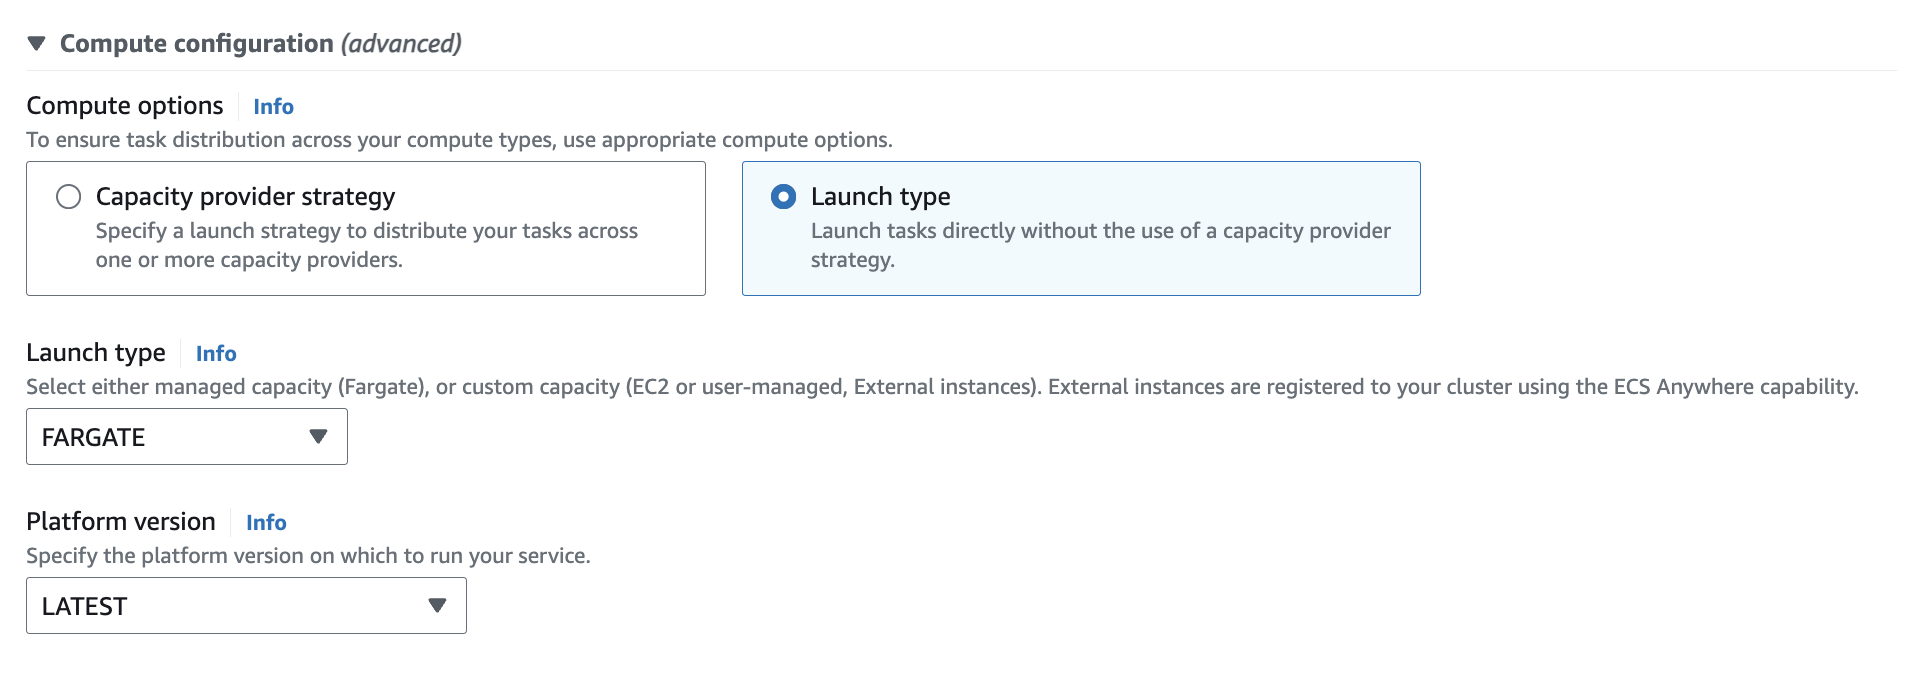 Compute configuration (advanced)
Compute options Info
To ensure task distribution across your compute types, use appropriate compute options.
Capacity provider strategy
Specify a launch strategy to distribute your tasks across
one or more capacity providers.
Launch type
Launch tasks directly without the use of a capacity provider
strategy.
Launch type Info
Select either managed capacity (Fargate), or custom capacity (EC2 or user-managed, External instances). External instances are registered to your cluster using the ECS Anywhere capability.
FARGATE
Platform version Info
Specify the platform version on which to run your service.
LATEST